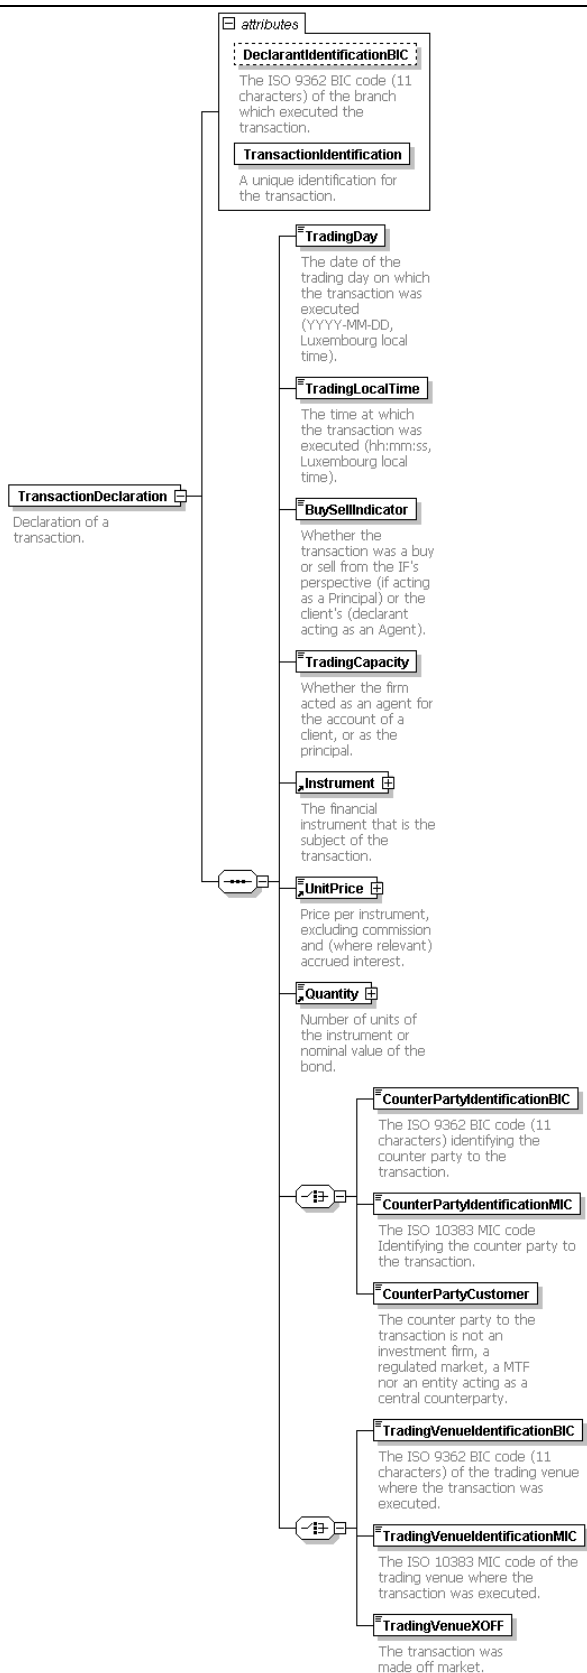 attributes
DeclarantIdentificationBIC
The ISO 9362 BIC code (11
characters) of the branch
which executed the
transaction.
TransactionIdentification
A unique identification for
the transaction.
TransactionDeclaration
Declaration of a
transaction.
TradingDay
The date of the
trading day on which
the transaction was
executed
(YYYY-MM-DD,
Luxembourg local
time).
TradingLocalTime
The time at which
the transaction was
executed (hh:mm:ss,
Luxembourg local
time).
BuySellIndicator
Whether the
transaction was a buy
or sell from the IF's
perspective (if acting
as a Principal) or the
client's (declarant
acting as an Agent).
TradingCapacity
Whether the firm
acted as an agent for
the account of a
client, or as the
principal.
Instrument
The financial
instrument that is the
subject of the
transaction.
UnitPrice
Price per instrument,
excluding commission
and (where relevant)
accrued interest.
Quantity
Number of units of
the instrument or
nominal value of the
bond.
CounterPartyIdentificationBIC
The ISO 9362 BIC code (11
characters) identifying the
counter party to the
transaction.
CounterPartyIdentificationMIC
The ISO 10383 MIC code
Identifying the counter party to
the transaction.
CounterPartyCustomer
The counter party to the
transaction is not an
investment firm, a
regulated market, a MTF
nor an entity acting as a
central counterparty.
TradingVenueIdentificationBIC
The ISO 9362 BIC code (11
characters) of the trading venue
where the transaction was
executed.
TradingVenueIdentificationMIC
The ISO 10383 MIC code of the
trading venue where the
transaction was executed.
TradingVenueXOFF
The transaction was
made off market.